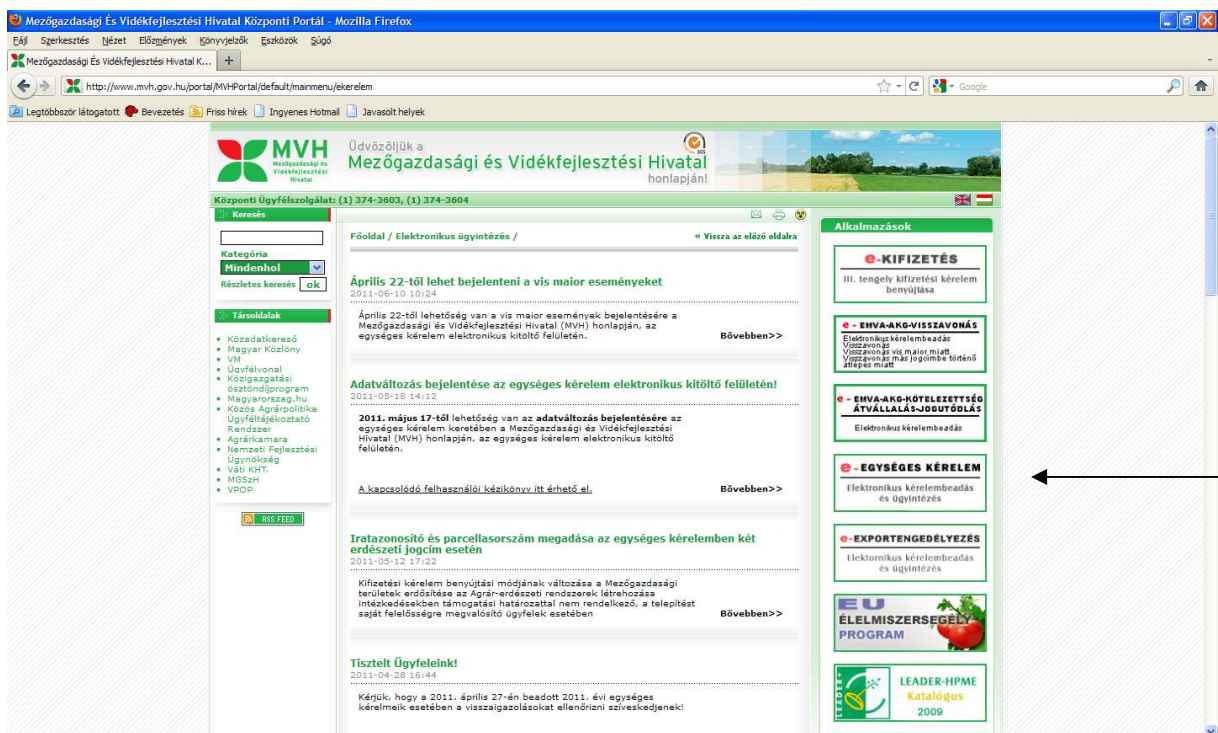 Mezőgazdasági És Vidékfejlesztési Hivatal Központi Portál - Mozilla Firefox
Fájl Szerkesztés Nézet Előzmények Könyvjelzők Eszközök Súgó
Mezőgazdasági És Vidékfejlesztési Hivatal K...
http://www.mvh.gov.hu/portal/MVHPortal/default/mainmenu/ekerelem
Google
Legtöbbször látogatott Bevezetés Friss hírek Ingyenes Hotmail Javasolt helyek
MVH
Mezőgazdasági és
Vidékfejlesztési
Hivatal
Üdvözöljük a
Mezőgazdasági és Vidékfejlesztési Hivatal
honlapján!
SGS
Központi Ügyfélszolgálat: (1) 374-3603, (1) 374-3604
Keresés
Kategória
Mindenhol
Részletes keresés ok
Társoldalak
Közadatkereső
Magyar Közlöny
VM
Ügyfélvonal
Közigazgatási
ösztöndíjprogram
Magyarorszag.hu
Közös Agrárpolitika
Ügyféltájékoztató
Rendszer
Agrárkamara
Nemzeti Fejlesztési
Ügynökség
Váti KHT.
MGSzH
VPOP
RSS FEED
Főoldal / Elektronikus ügyintézés /
« Vissza az előző oldalra
Április 22-től lehet bejelenteni a vis maior eseményeket
2011-06-10 10:24
Április 22-től lehetőség van a vis maior események bejelentésére a
Mezőgazdasági és Vidékfejlesztési Hivatal (MVH) honlapján, az
egységes kérelem elektronikus kitöltő felületén.
Bővebben>>
Adatváltozás bejelentése az egységes kérelem elektronikus kitöltő felületén!
2011-05-18 14:12
2011. május 17-től lehetőség van az adatváltozás bejelentésére az
egységes kérelem keretében a Mezőgazdasági és Vidékfejlesztési
Hivatal (MVH) honlapján, az egységes kérelem elektronikus kitöltő
felületén.
A kapcsolódó felhasználói kézikönyv itt érhető el.
Bővebben>>
Iratazonosító és parcellasorszám megadása az egységes kérelemben két
erdészeti jogcím esetén
2011-05-12 17:22
Kifizetési kérelem benyújtási módjának változása a Mezőgazdasági
területek erdősítése az Agrár-erdészeti rendszerek létrehozása
intézkedésekben támogatási határozattal nem rendelkező, a telepítést
saját felelősségre megvalósító ügyfelek esetében
Bővebben>>
Tisztelt Ügyfeleink!
2011-04-28 16:44
Kérjük, hogy a 2011. április 27-én beadott 2011. évi egységes
kérelmeik esetében a visszaigazolásokat ellenőrizni szíveskedjenek!
Alkalmazások
e-KIFIZETÉS
III. tengely kifizetési kérelem
benyújtása
e - EMVA-AKG-VISSZAVONÁS
Elektronikus kérelembeadás
Visszavonás
Visszavonás vis maior miatt
Visszavonás más jogcímbe történő
átlépés miatt
e - EMVA-AKG-KÖTELEZETTSÉG
ÁTVÁLLALÁS-JOGUTÓDLÁS
Elektronikus kérelembeadás
e - EGYSÉGES KÉRELEM
Elektronikus kérelembeadás
és ügyintézés
e-EXPORTENGEDÉLYEZÉS
Elektornikus kérelembeadás
és ügyintézés
EU
ÉLELMISZERSEGÉLY
PROGRAM
LEADER+
LEADER-HPME
Katalógus
2009